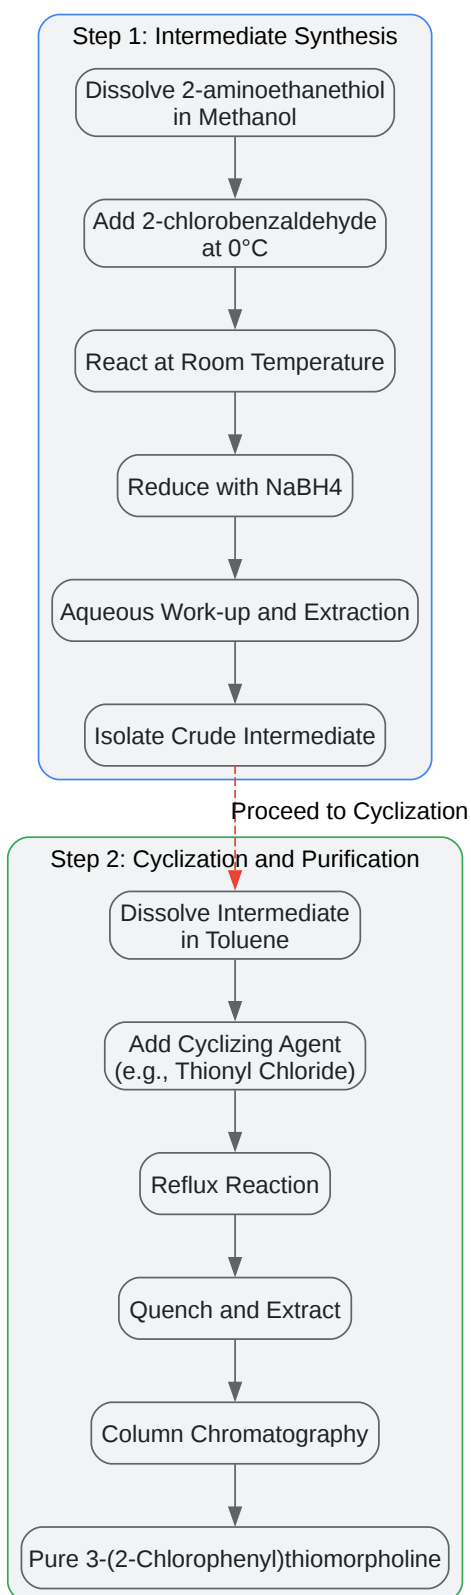 Step 1: Intermediate Synthesis
Dissolve 2-aminoethanethiol
in Methanol
Add 2-chlorobenzaldehyde
at 0°C
React at Room Temperature
Reduce with NaBH4
Aqueous Work-up and Extraction
Isolate Crude Intermediate
Proceed to Cyclization
Step 2: Cyclization and Purification
Dissolve Intermediate
in Toluene
Add Cyclizing Agent
(e.g., Thionyl Chloride)
Reflux Reaction
Quench and Extract
Column Chromatography
Pure 3-(2-Chlorophenyl)thiomorpholine